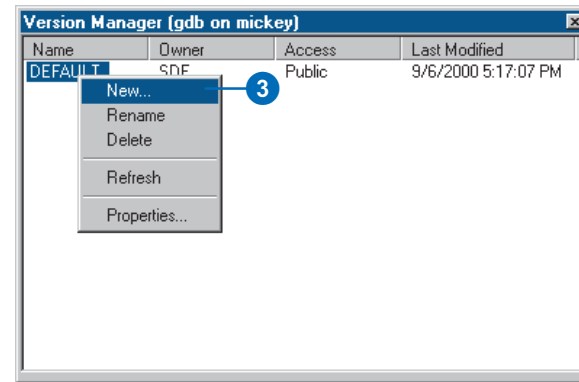 Version Manager (gdb on mickey)
Name Owner Access Last Modified
DEFAULT SDE Public 9/6/2000 5:17:07 PM
New... 3
Rename
Delete
Refresh
Properties...